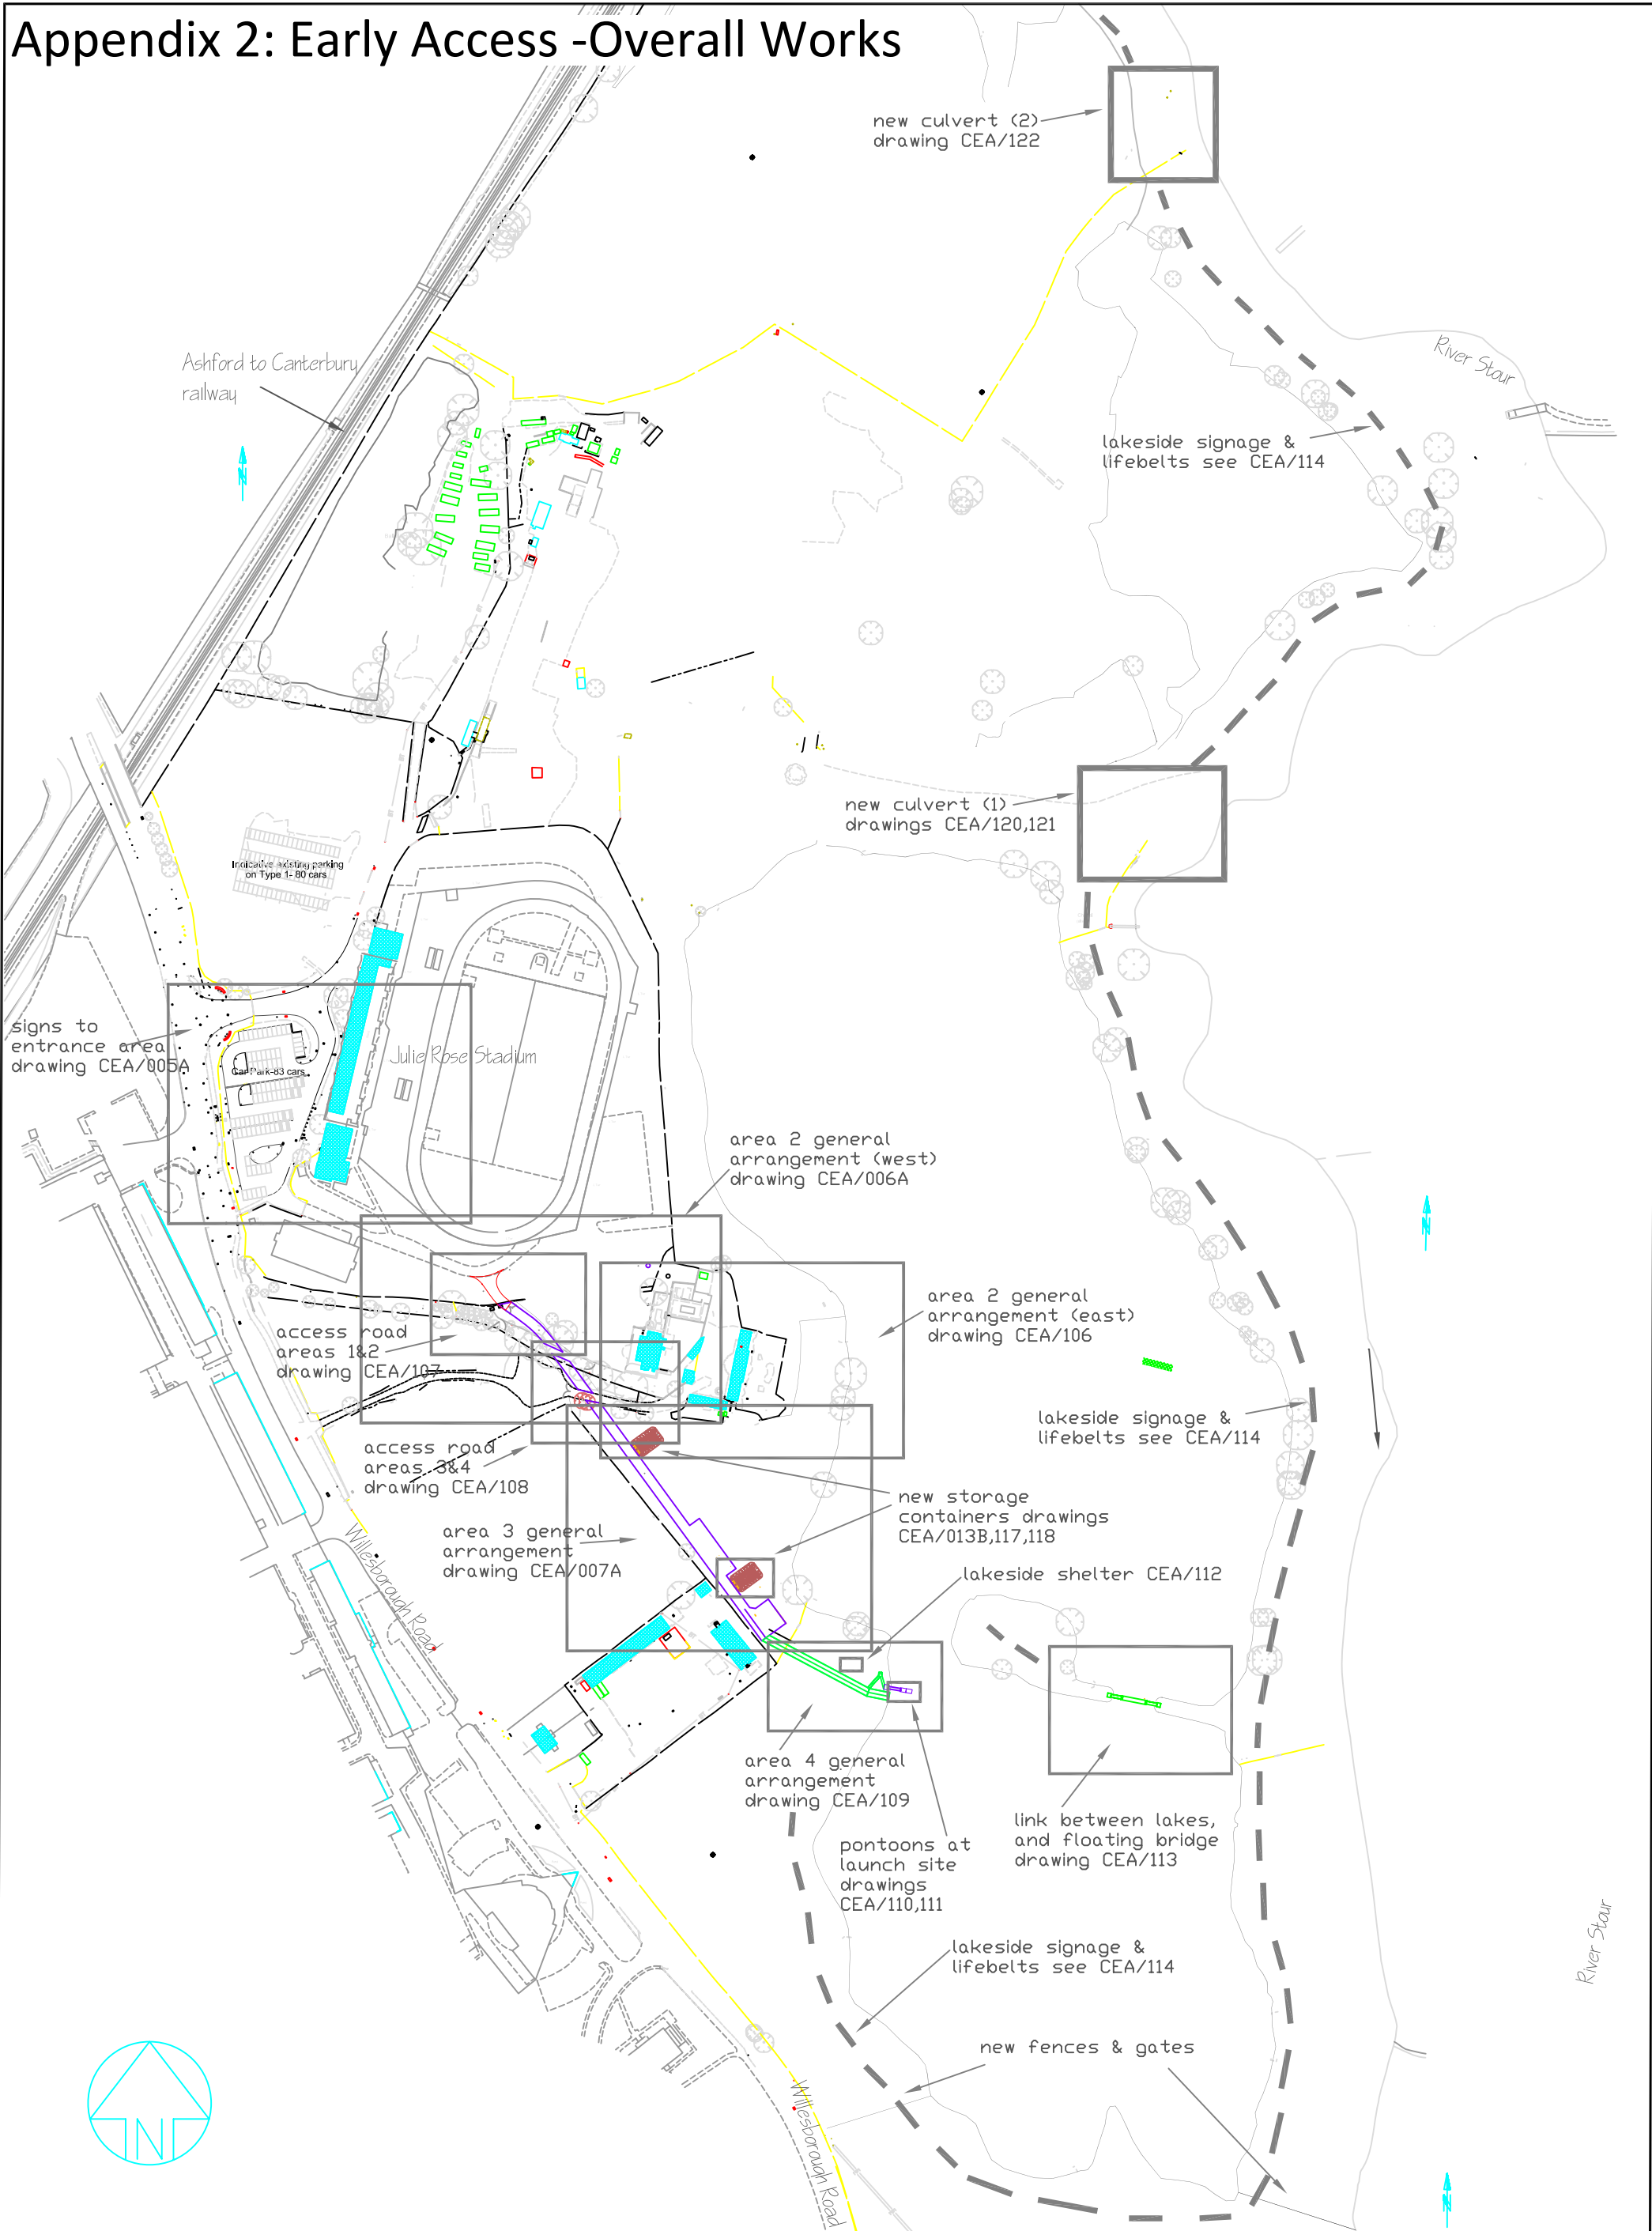 Appendix 2: Early Access -Overall Works
new culvert (2)
drawing CEA/122
Ashford to Canterbury
railway
River Stour
N
lakeside signage &
lifebelts see CEA/114
new culvert (1)
drawings CEA/120,121
Indicative existing parking
on Type 1- 80 cars
signs to
entrance area
drawing CEA/005A
Julie Rose Stadium
Car Park-83 cars
area 2 general
arrangement (west)
drawing CEA/006A
N
area 2 general
arrangement (east)
drawing CEA/106
access road
areas 1&2
drawing CEA/107
lakeside signage &
lifebelts see CEA/114
access road
areas 3&4
drawing CEA/108
new storage
containers drawings
CEA/013B,117,118
area 3 general
arrangement
drawing CEA/007A
Willesborough Road
lakeside shelter CEA/112
area 4 general
arrangement
drawing CEA/109
link between lakes,
and floating bridge
drawing CEA/113
pontoons at
launch site
drawings
CEA/110,111
River Stour
lakeside signage &
lifebelts see CEA/114
new fences & gates
N
Willesborough Road
N